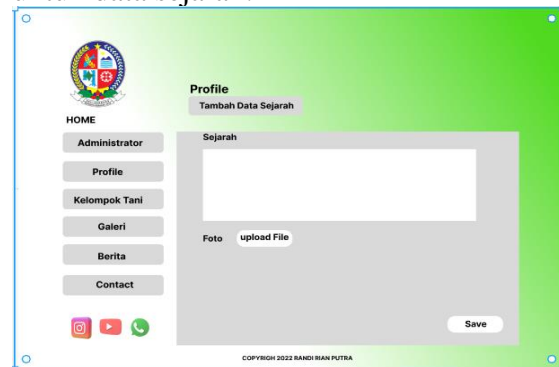 Profile
Tambah Data Sejarah
HOME
Administrator
Profile
Kelompok Tani
Galeri
Berita
Contact
Sejarah
Foto
upload File
Save
COPYRIGH 2022 RANDI RIAN PUTRA